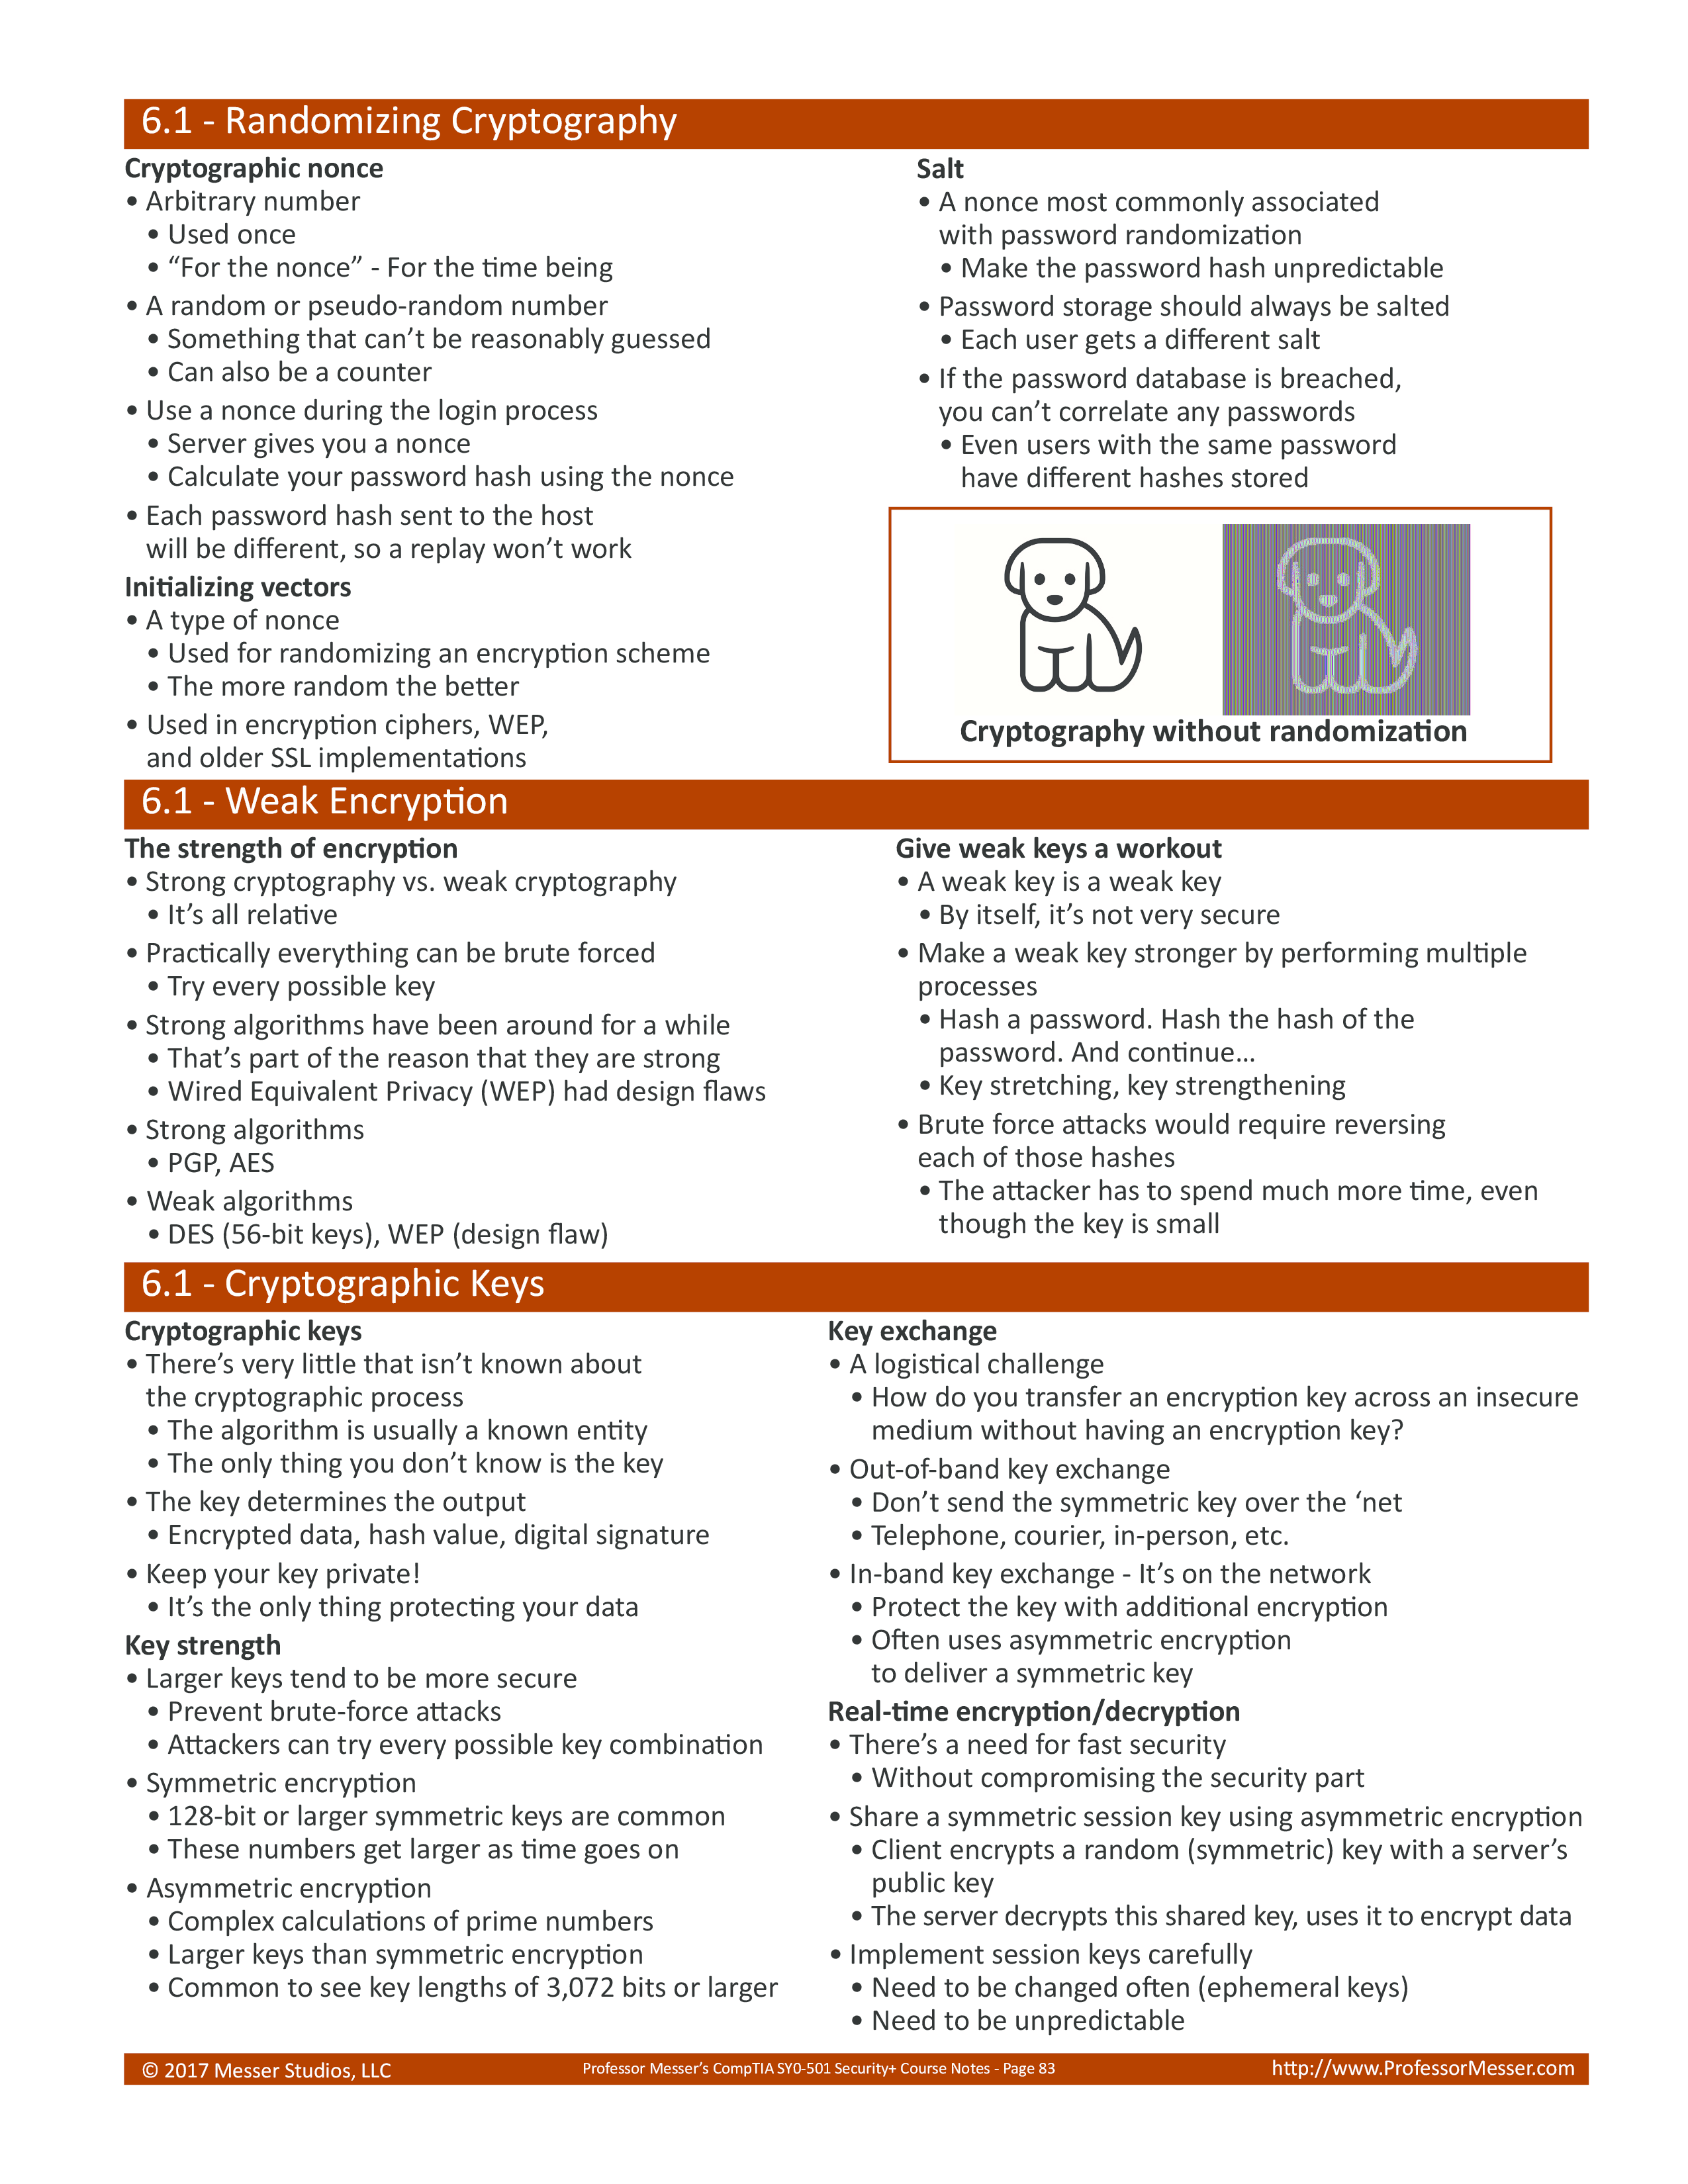 6.1 - Randomizing Cryptography
Cryptographic nonce
• Arbitrary number
• Used once
• “For the nonce” - For the time being
• A random or pseudo-random number
• Something that can’t be reasonably guessed
• Can also be a counter
• Use a nonce during the login process
• Server gives you a nonce
• Calculate your password hash using the nonce
• Each password hash sent to the host
will be different, so a replay won’t work
Initializing vectors
• A type of nonce
• Used for randomizing an encryption scheme
• The more random the better
• Used in encryption ciphers, WEP,
and older SSL implementations
Salt
• A nonce most commonly associated
with password randomization
• Make the password hash unpredictable
• Password storage should always be salted
• Each user gets a different salt
• If the password database is breached,
you can’t correlate any passwords
• Even users with the same password
have different hashes stored
Cryptography without randomization
6.1 - Weak Encryption
The strength of encryption
• Strong cryptography vs. weak cryptography
• It’s all relative
• Practically everything can be brute forced
• Try every possible key
• Strong algorithms have been around for a while
• That’s part of the reason that they are strong
• Wired Equivalent Privacy (WEP) had design flaws
• Strong algorithms
• PGP, AES
• Weak algorithms
• DES (56-bit keys), WEP (design flaw)
Give weak keys a workout
• A weak key is a weak key
• By itself, it’s not very secure
• Make a weak key stronger by performing multiple
processes
• Hash a password. Hash the hash of the
password. And continue…
• Key stretching, key strengthening
• Brute force attacks would require reversing
each of those hashes
• The attacker has to spend much more time, even
though the key is small
6.1 - Cryptographic Keys
Cryptographic keys
• There’s very little that isn’t known about
the cryptographic process
• The algorithm is usually a known entity
• The only thing you don’t know is the key
• The key determines the output
• Encrypted data, hash value, digital signature
• Keep your key private!
• It’s the only thing protecting your data
Key strength
• Larger keys tend to be more secure
• Prevent brute-force attacks
• Attackers can try every possible key combination
• Symmetric encryption
• 128-bit or larger symmetric keys are common
• These numbers get larger as time goes on
• Asymmetric encryption
• Complex calculations of prime numbers
• Larger keys than symmetric encryption
• Common to see key lengths of 3,072 bits or larger
Key exchange
• A logistical challenge
• How do you transfer an encryption key across an insecure
medium without having an encryption key?
• Out-of-band key exchange
• Don’t send the symmetric key over the ‘net
• Telephone, courier, in-person, etc.
• In-band key exchange - It’s on the network
• Protect the key with additional encryption
• Often uses asymmetric encryption
to deliver a symmetric key
Real-time encryption/decryption
• There’s a need for fast security
• Without compromising the security part
• Share a symmetric session key using asymmetric encryption
• Client encrypts a random (symmetric) key with a server’s
public key
• The server decrypts this shared key, uses it to encrypt data
• Implement session keys carefully
• Need to be changed often (ephemeral keys)
• Need to be unpredictable
© 2017 Messer Studios, LLC
Professor Messer’s CompTIA SY0-501 Security+ Course Notes - Page 83
http://www.ProfessorMesser.com